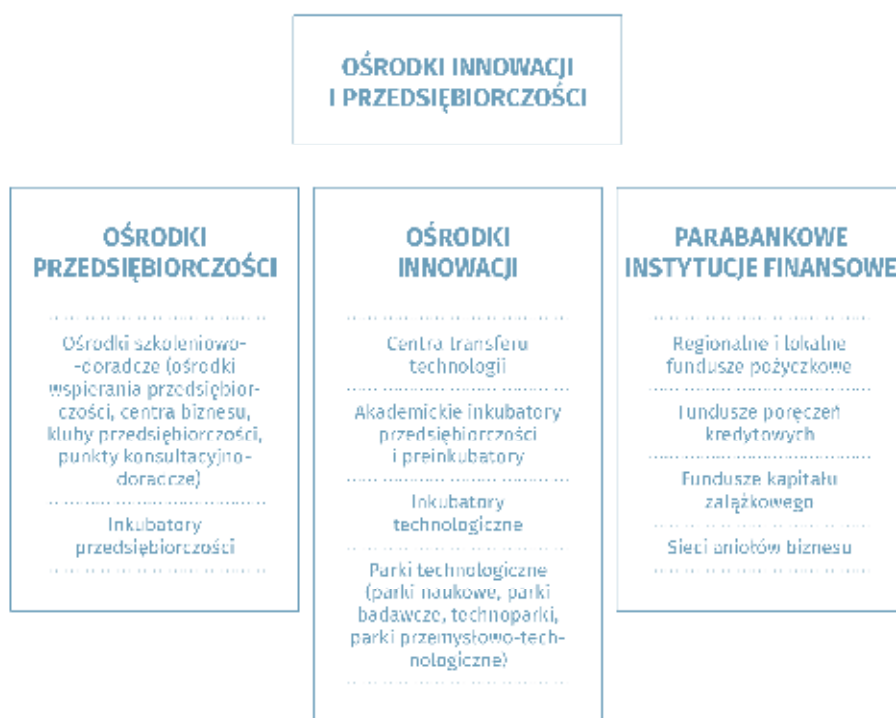 OŚRODKI INNOWACJI
I PRZEDSIĘBIORCZOŚCI
OŚRODKI
PRZEDSIĘBIORCZOŚCI
Ośrodki szkoleniowo-
-doradcze (ośrodki
wspierania przedsiębior-
czości, centra biznesu,
kluby przedsiębiorczości,
punkty konsultacyjno-
doradcze)
Inkubatory
przedsiębiorczości
OŚRODKI
INNOWACJI
Centra transferu
technologii
Akademickie inkubatory
przedsiębiorczości
i preinkubatory
Inkubatory
technologiczne
Parki technologiczne
(parki naukowe, parki
badawcze, technoparki,
parki przemysłowo-tech-
nologiczne)
PARABANKOWE
INSTYTUCJE FINANSOWE
Regionalne i lokalne
fundusze pożyczkowe
Fundusze poręczeń
kredytowych
Fundusze kapitału
zalążkowego
Sieci aniołów biznesu